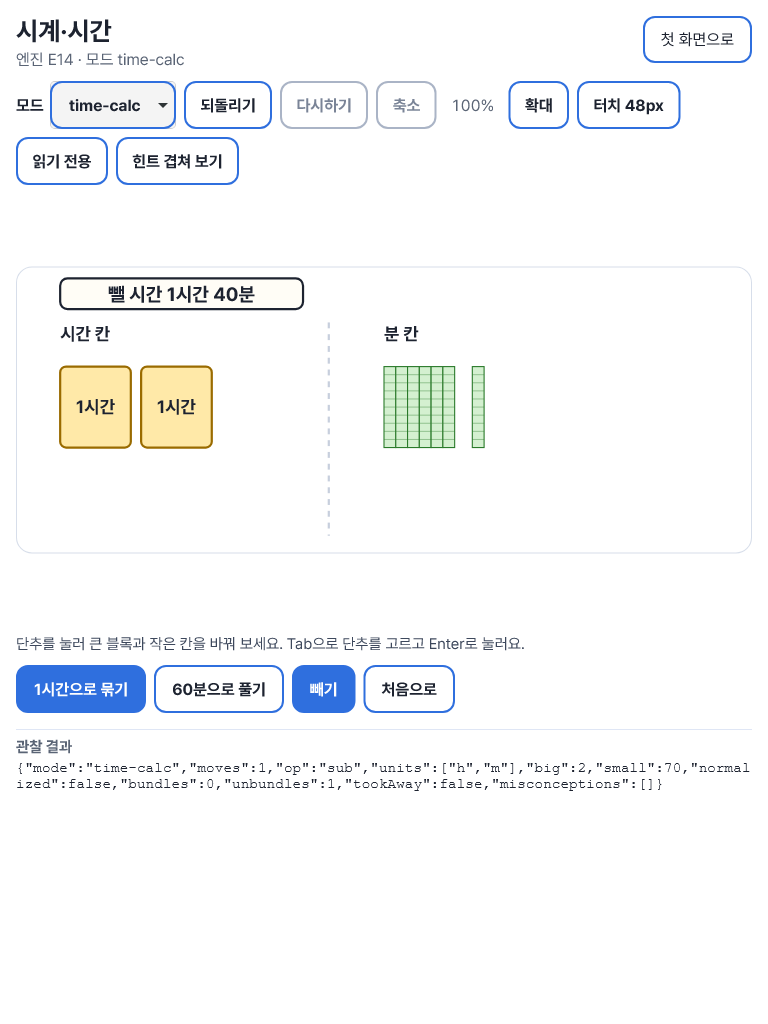 시계·시간
엔진 E14 · 모드 time-calc
첫 화면으로
모드 time-calc 되돌리기 다시하기 축소 100% 확대 터치 48px
읽기 전용 힌트 겹쳐 보기
뺄 시간 1시간 40분
시간 칸 분 칸
1시간 1시간
단추를 눌러 큰 블록과 작은 칸을 바꿔 보세요. Tab으로 단추를 고르고 Enter로 눌러요.
1시간으로 묶기 60분으로 풀기 빼기 처음으로
관찰 결과
{"mode":"time-calc","moves":1,"op":"sub","units":["h","m"],"big":2,"small":70,"normal
ized":false,"bundles":0,"unbundles":1,"tookAway":false,"misconceptions":[]}